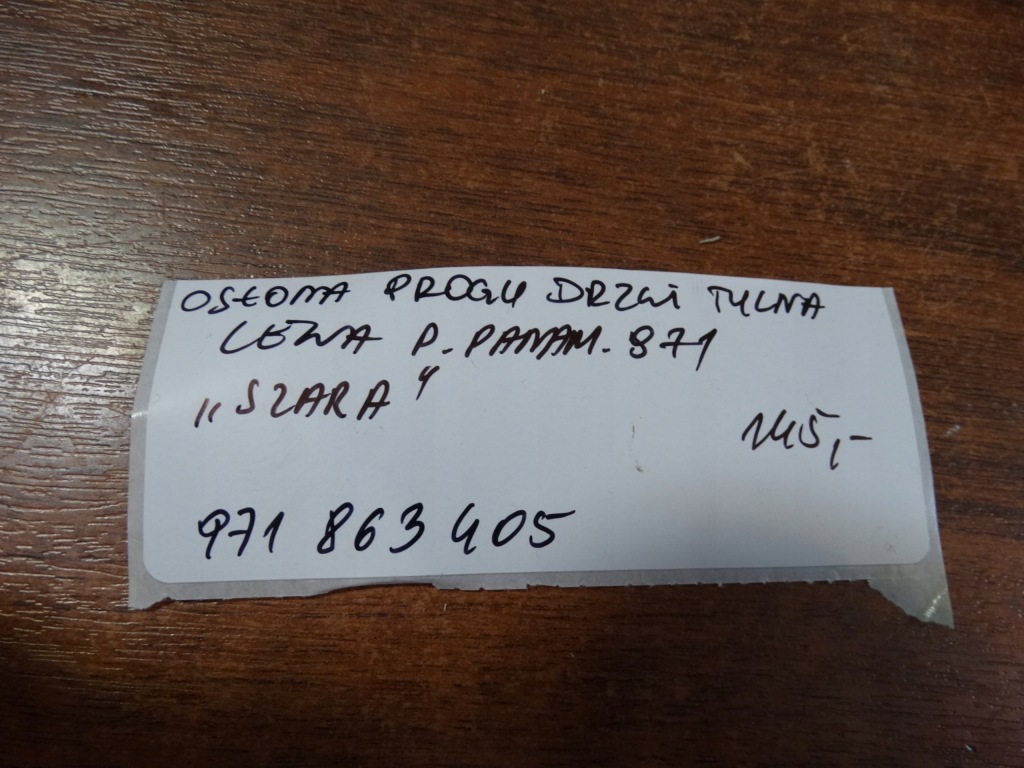 OSŁONA PROGU DRZWI TYLNA
LEWA P. PANAM. 971
„SZARA"
145,-
971 863 405